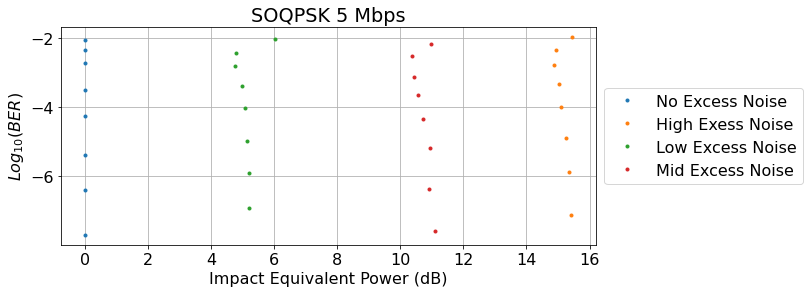 SOQPSK 5 Mbps
−2
−4
−6
Log₁₀(BER)
0 2 4 6 8 10 12 14 16
Impact Equivalent Power (dB)
No Excess Noise
High Exess Noise
Low Excess Noise
Mid Excess Noise